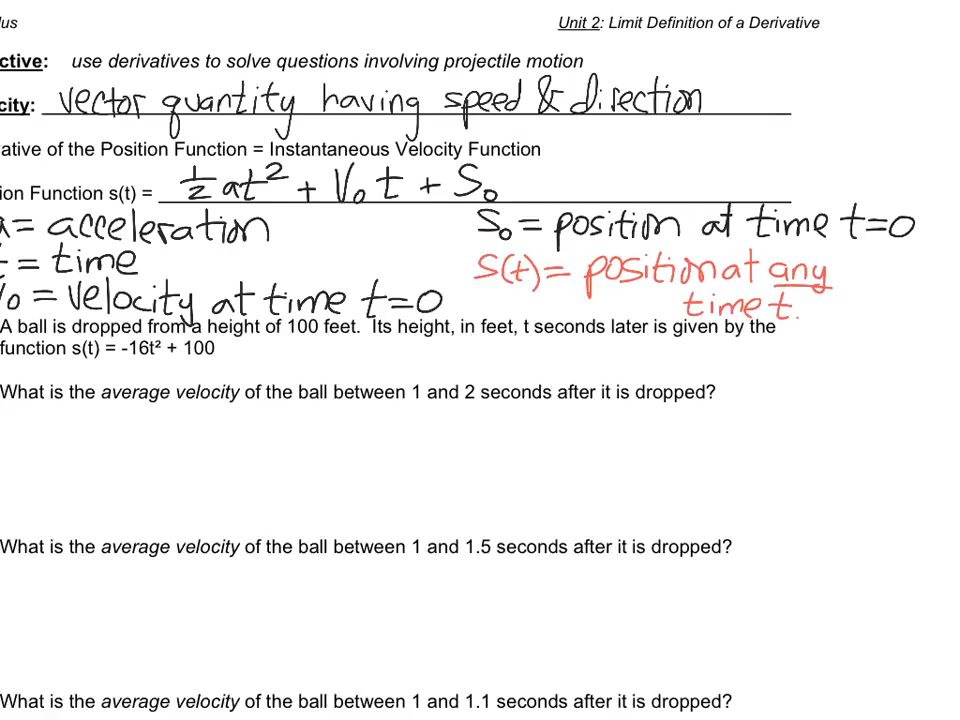 lus
Unit 2: Limit Definition of a Derivative
ctive: use derivatives to solve questions involving projectile motion
city: vector quantity having speed & direction
ative of the Position Function = Instantaneous Velocity Function
ion Function s(t) = ½ at² + V₀ t + S₀
a = acceleration
S₀ = position at time t=0
t = time
S(t) = position at any
time t.
V₀ = velocity at time t=0
A ball is dropped from a height of 100 feet. Its height, in feet, t seconds later is given by the
function s(t) = -16t² + 100
What is the average velocity of the ball between 1 and 2 seconds after it is dropped?
What is the average velocity of the ball between 1 and 1.5 seconds after it is dropped?
What is the average velocity of the ball between 1 and 1.1 seconds after it is dropped?